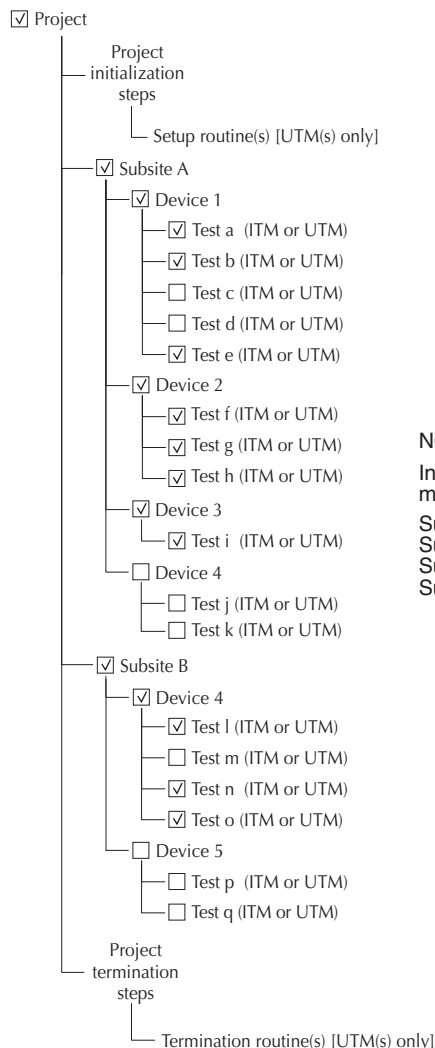 Project
Project
initialization
steps
Setup routine(s) [UTM(s) only]
Subsite A
Device 1
Test a (ITM or UTM)
Test b (ITM or UTM)
Test c (ITM or UTM)
Test d (ITM or UTM)
Test e (ITM or UTM)
Device 2
Test f (ITM or UTM)
Test g (ITM or UTM)
Test h (ITM or UTM)
Device 3
Test i (ITM or UTM)
Device 4
Test j (ITM or UTM)
Test k (ITM or UTM)
Subsite B
Device 4
Test l (ITM or UTM)
Test m (ITM or UTM)
Test n (ITM or UTM)
Test o (ITM or UTM)
Device 5
Test p (ITM or UTM)
Test q (ITM or UTM)
Project
termination
steps
Termination routine(s) [UTM(s) only]